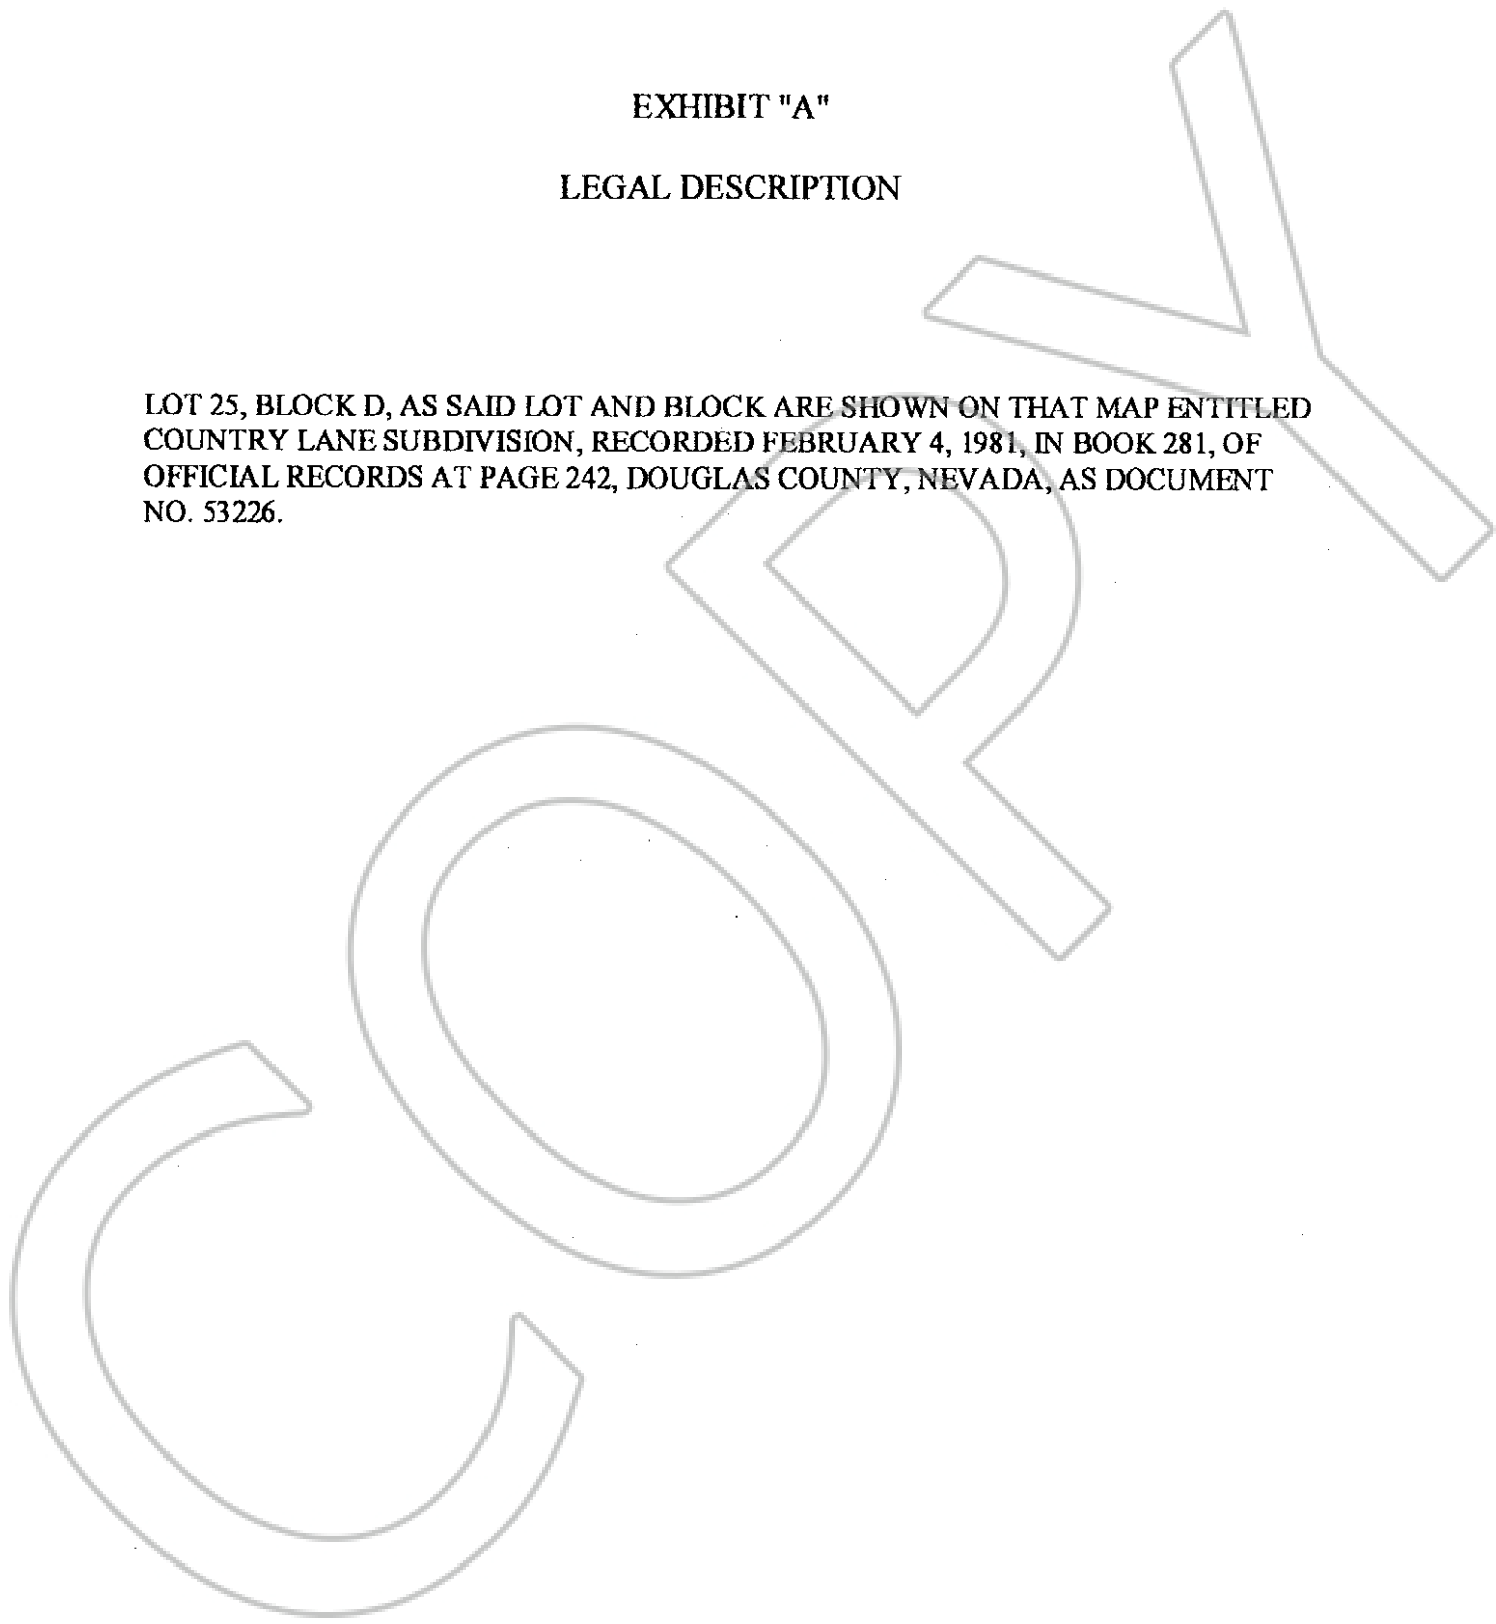 EXHIBIT "A"
LEGAL DESCRIPTION
LOT 25, BLOCK D, AS SAID LOT AND BLOCK ARE SHOWN ON THAT MAP ENTITLED
COUNTRY LANE SUBDIVISION, RECORDED FEBRUARY 4, 1981, IN BOOK 281, OF
OFFICIAL RECORDS AT PAGE 242, DOUGLAS COUNTY, NEVADA, AS DOCUMENT
NO. 53226.
COPY